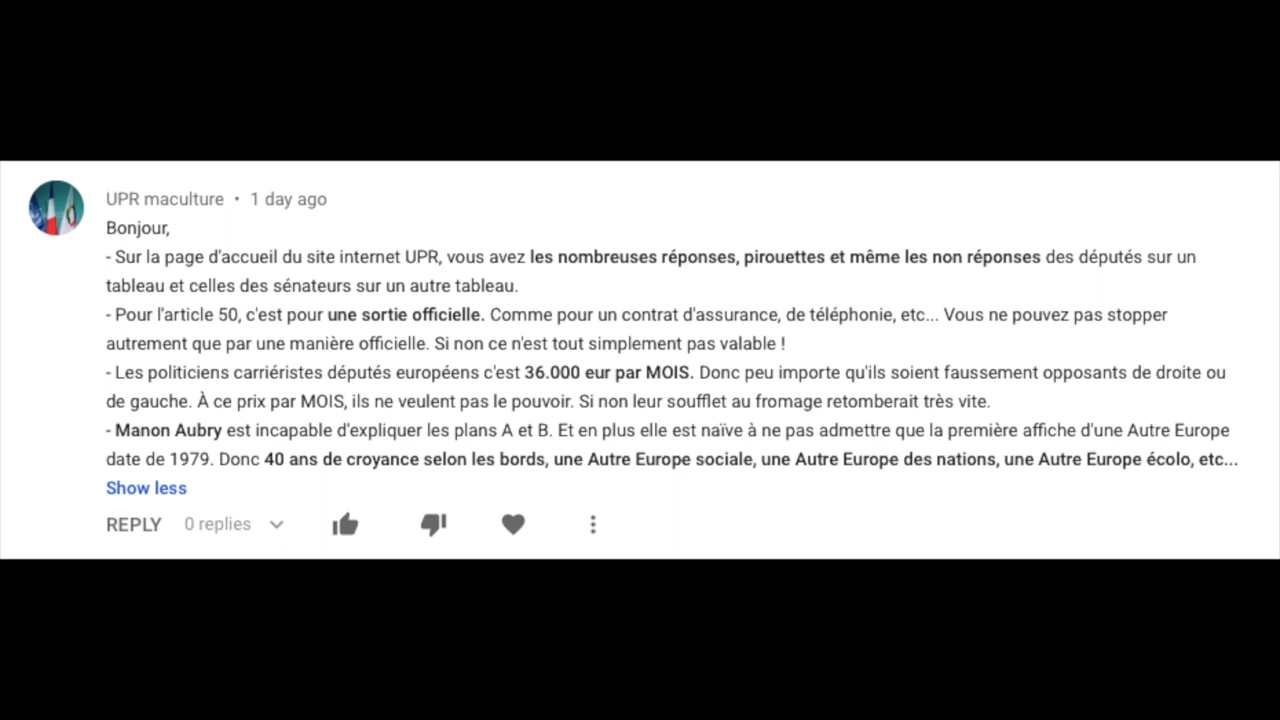 UPR maculture • 1 day ago
Bonjour,
- Sur la page d'accueil du site internet UPR, vous avez les nombreuses réponses, pirouettes et même les non réponses des députés sur un
tableau et celles des sénateurs sur un autre tableau.
- Pour l'article 50, c'est pour une sortie officielle. Comme pour un contrat d'assurance, de téléphonie, etc... Vous ne pouvez pas stopper
autrement que par une manière officielle. Si non ce n'est tout simplement pas valable !
- Les politiciens carriéristes députés européens c'est 36.000 eur par MOIS. Donc peu importe qu'ils soient faussement opposants de droite ou
de gauche. À ce prix par MOIS, ils ne veulent pas le pouvoir. Si non leur soufflet au fromage retomberait très vite.
- Manon Aubry est incapable d'expliquer les plans A et B. Et en plus elle est naïve à ne pas admettre que la première affiche d'une Autre Europe
date de 1979. Donc 40 ans de croyance selon les bords, une Autre Europe sociale, une Autre Europe des nations, une Autre Europe écolo, etc...
Show less
REPLY 0 replies